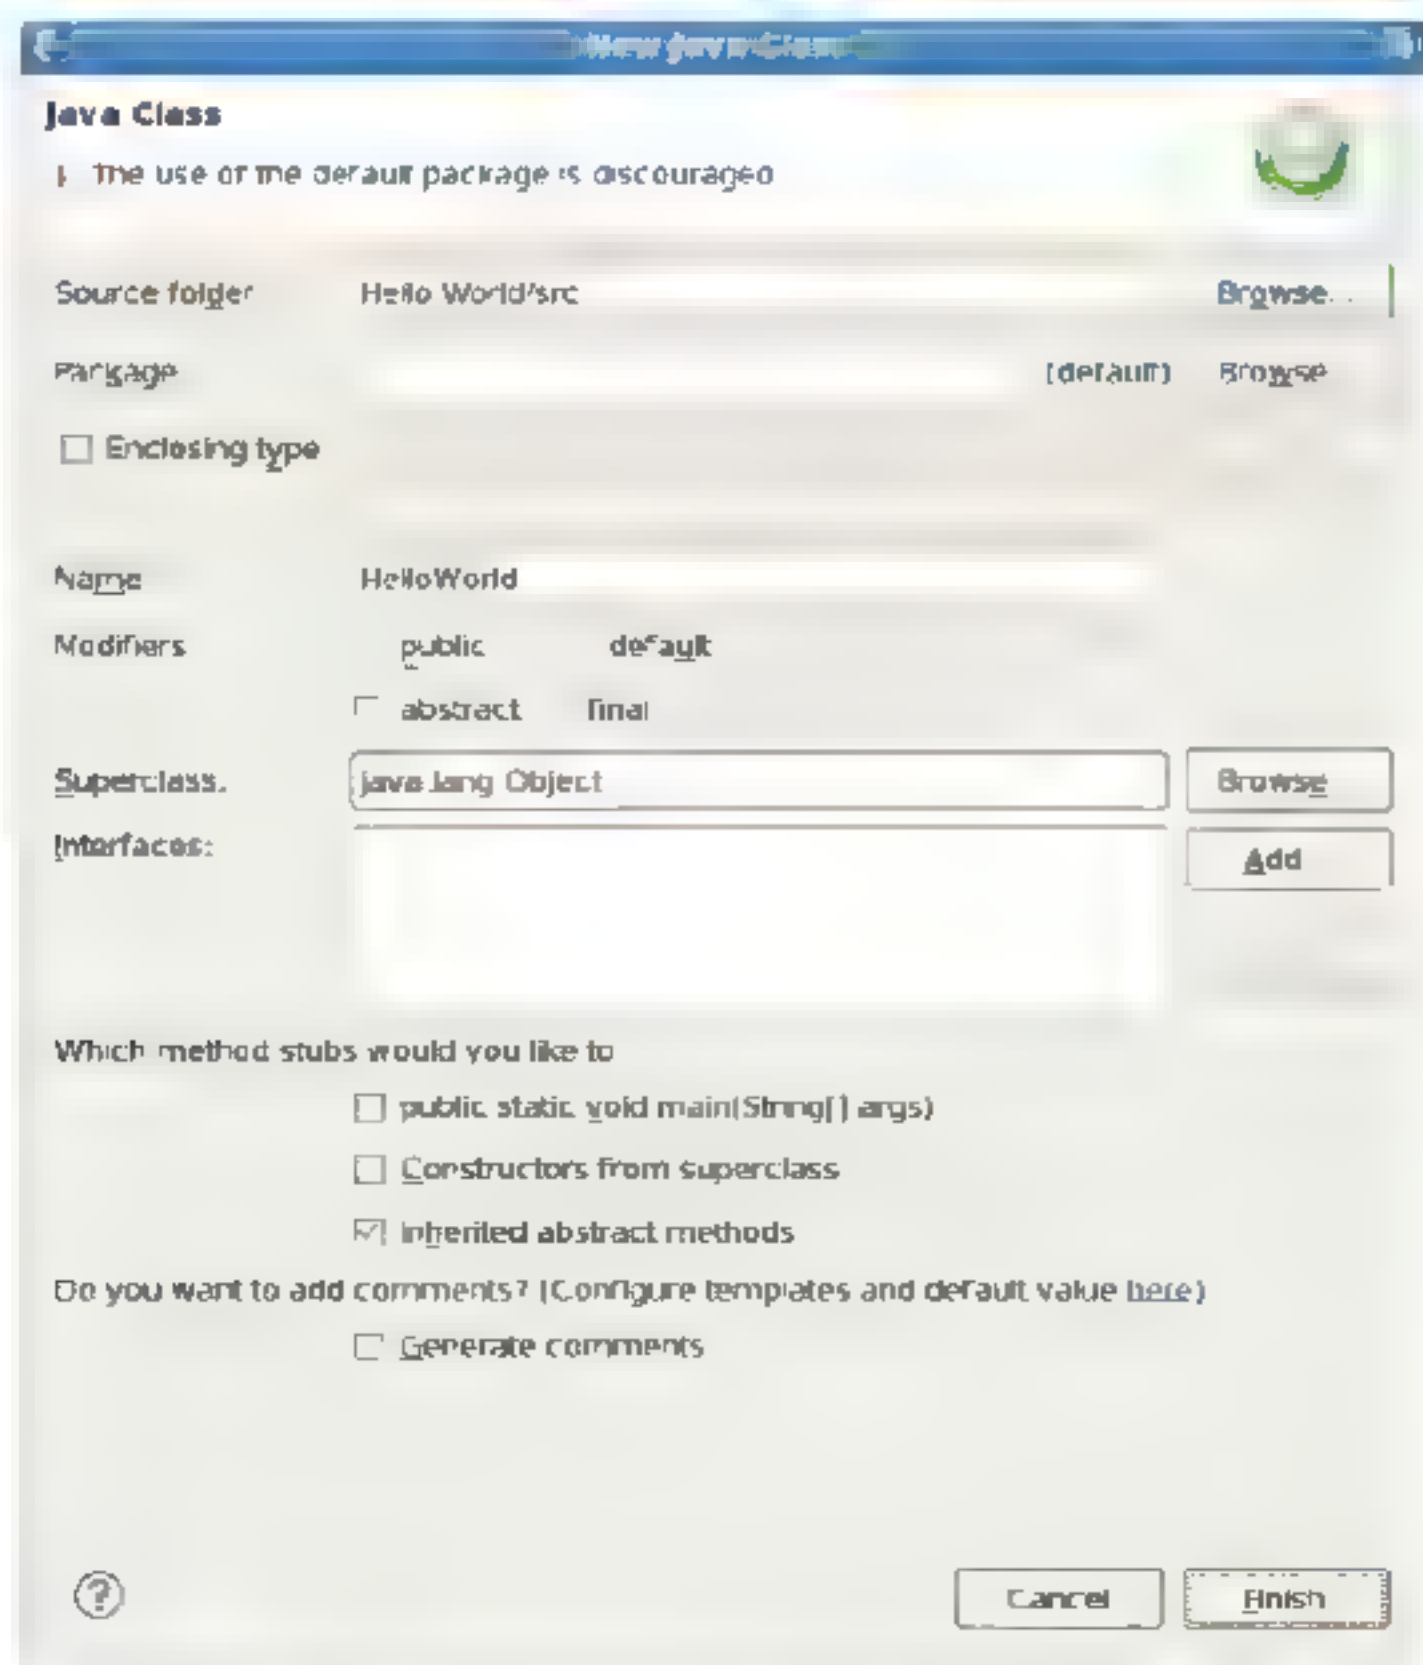 New Java Class
Java Class
The use of the default package is discouraged
Source folder Hello World/src Browse...
Package (default) Browse
Enclosing type
Name HelloWorld
Modifiers public default
abstract final
Superclass. java.lang Object Browse
Interfaces: Add
Which method stubs would you like to
public static void main(String[] args)
Constructors from superclass
Inherited abstract methods
Do you want to add comments? (Configure templates and default value here)
Generate comments
Cancel Finish